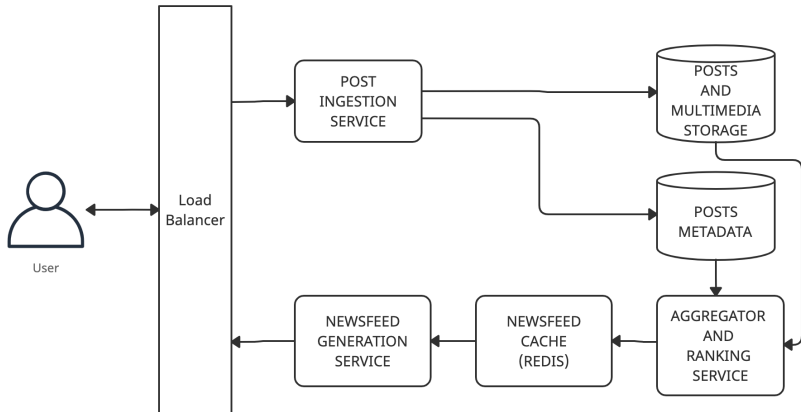 POST
INGESTION
SERVICE
POSTS
AND
MULTIMEDIA
STORAGE
Load
Balancer
User
POSTS
METADATA
NEWSFEED
GENERATION
SERVICE
NEWSFEED
CACHE
(REDIS)
AGGREGATOR
AND
RANKING
SERVICE